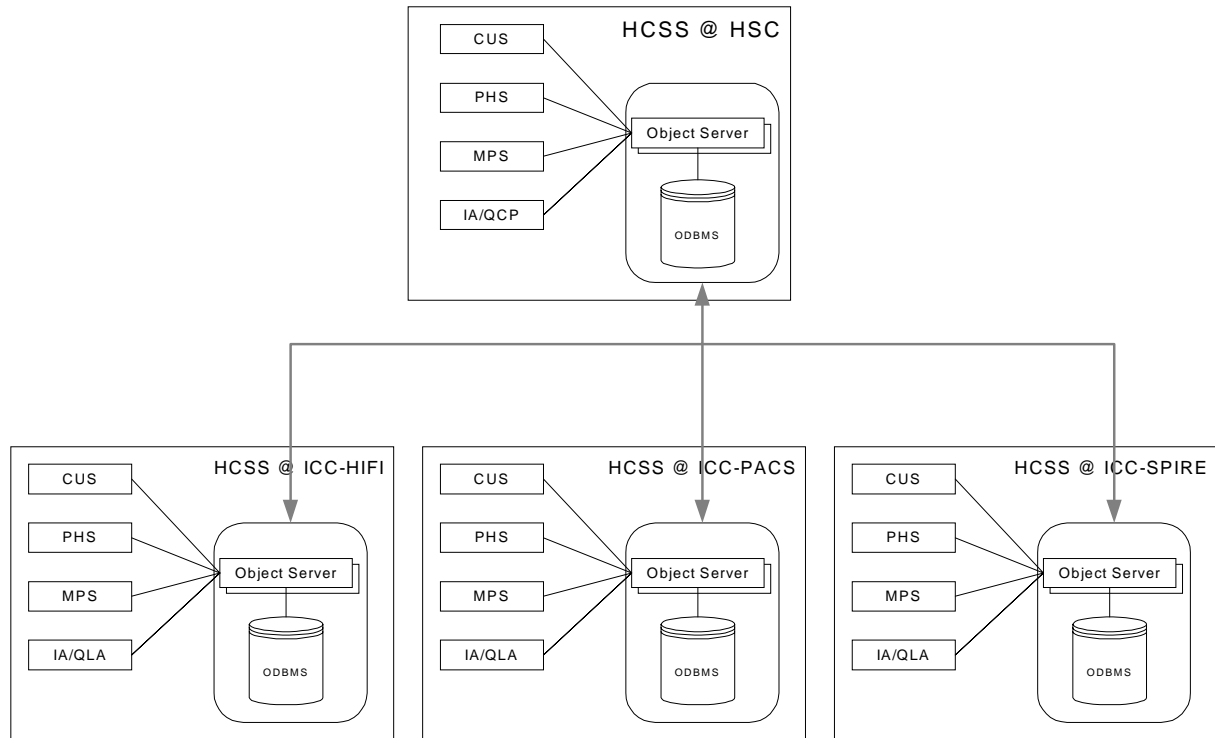 HCSS @ HSC
CUS
PHS
MPS
IA/QCP
Object Server
ODBMS
HCSS @ ICC-HIFI
CUS
PHS
MPS
IA/QLA
Object Server
ODBMS
HCSS @ ICC-PACS
CUS
PHS
MPS
IA/QLA
Object Server
ODBMS
HCSS @ ICC-SPIRE
CUS
PHS
MPS
IA/QLA
Object Server
ODBMS